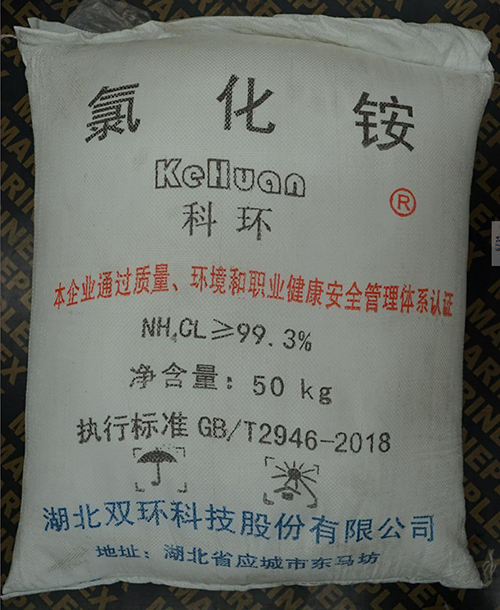 氯化铵
KeHuan
®
科环
本企业通过质量、环境和职业健康安全管理体系认证
NH₄CL≥99.3%
净含量：50 kg
执行标准 GB/T2946-2018
湖北双环科技股份有限公司
地址：湖北省应城市东马坊